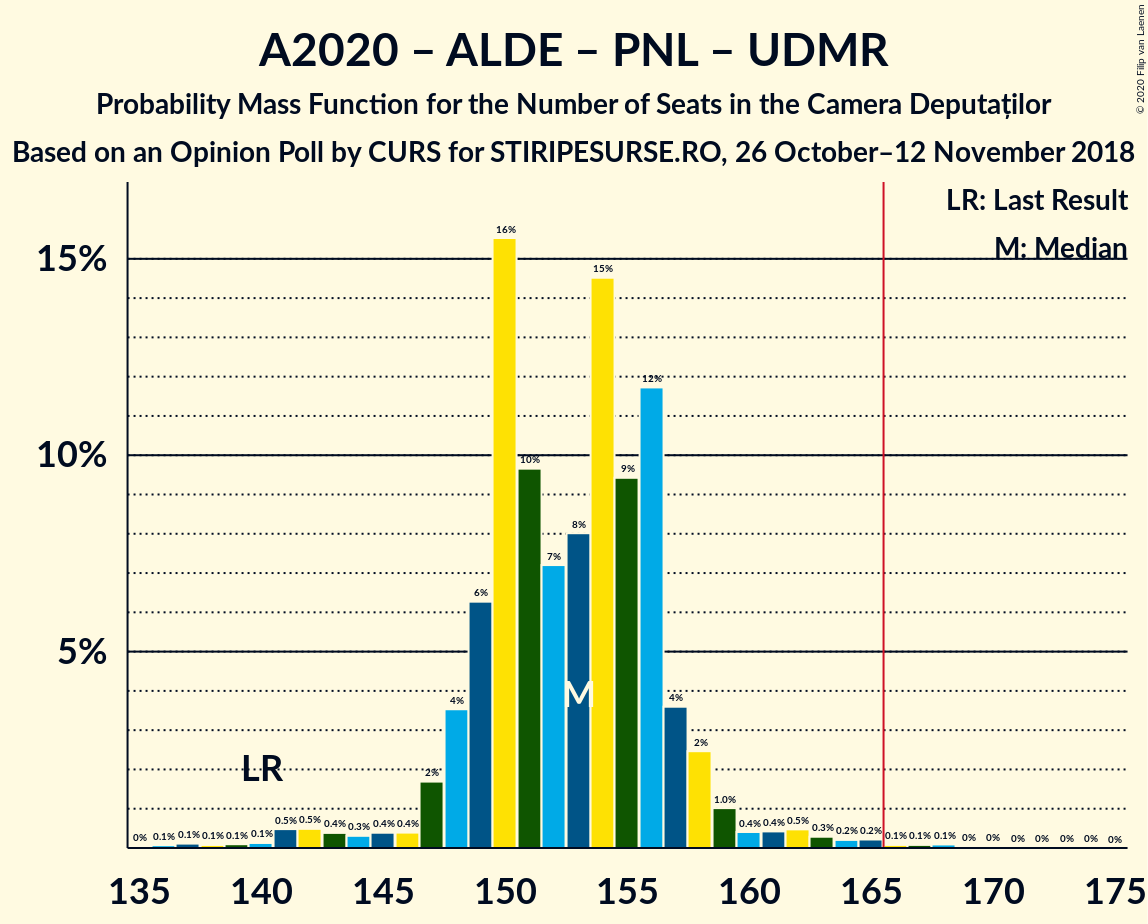 A2020 – ALDE – PNL – UDMR
Probability Mass Function for the Number of Seats in the Camera Deputaților
Based on an Opinion Poll by CURS for STIRIPESURSE.RO, 26 October–12 November 2018
© 2020 Filip van Laenen
LR: Last Result
M: Median
15%
10%
5%
0% 0.1% 0.1% 0.1% 0.1% 0.1% 0.5% 0.5% 0.4% 0.3% 0.4% 0.4% 2% 4% 6% 16% 10% 7% 8% 15% 9% 12% 4% 2% 1.0% 0.4% 0.4% 0.5% 0.3% 0.2% 0.2% 0.1% 0.1% 0.1% 0% 0% 0% 0% 0% 0% 0%
LR
M
135 140 145 150 155 160 165 170 175